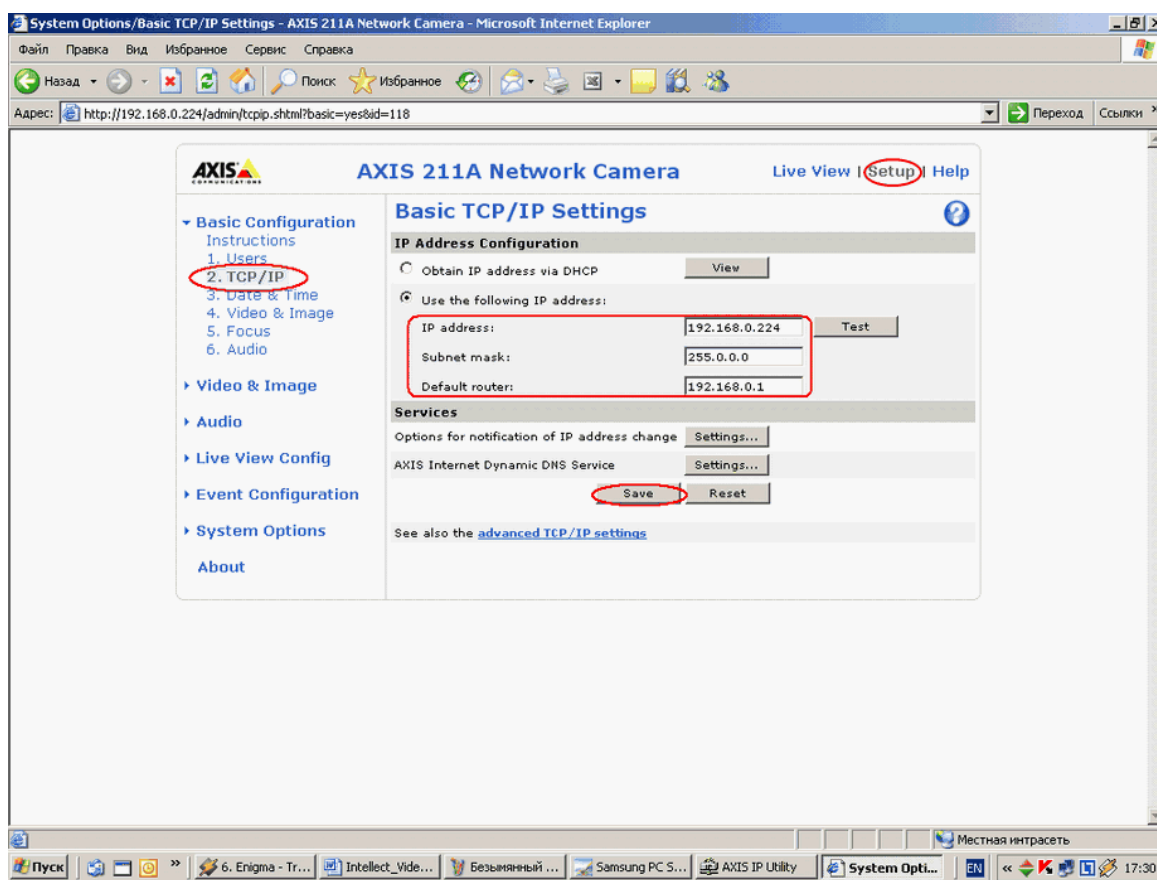 System Options/Basic TCP/IP Settings - AXIS 211A Network Camera - Microsoft Internet Explorer
Файл Правка Вид Избранное Сервис Справка
Назад Поиск Избранное
Адрес: http://192.168.0.224/admin/tcpip.shtml?basic=yes&id=118 Переход Ссылки »
AXIS COMMUNICATIONS AXIS 211A Network Camera Live View | Setup | Help
Basic Configuration
Instructions
1. Users
2. TCP/IP
3. Date & Time
4. Video & Image
5. Focus
6. Audio
Video & Image
Audio
Live View Config
Event Configuration
System Options
About
Basic TCP/IP Settings
IP Address Configuration
Obtain IP address via DHCP View
Use the following IP address:
IP address: 192.168.0.224 Test
Subnet mask: 255.0.0.0
Default router: 192.168.0.1
Services
Options for notification of IP address change Settings...
AXIS Internet Dynamic DNS Service Settings...
Save Reset
See also the advanced TCP/IP settings
Местная интрасеть
Пуск » 6. Enigma - Tr... Intellect_Vide... Безымянный ... Samsung PC S... AXIS IP Utility System Opti... EN « 17:30